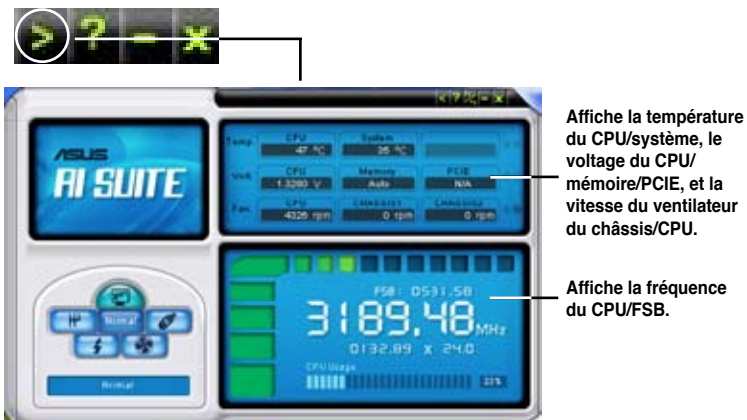 > ? - x
< ? - x
ASUS
AI SUITE
Temp
CPU
System
47 °C
35 °C
Volt
CPU
Memory
PCIE
1.3280 V
Auto
N/A
Fan
CPU
CHASSIS1
CHASSIS2
4326 rpm
0 rpm
0 rpm
Affiche la température
du CPU/système, le
voltage du CPU/
mémoire/PCIE, et la
vitesse du ventilateur
du châssis/CPU.
FSB: 0531.58
3189.48 MHz
0132.89 x 24.0
CPU Usage
Affiche la fréquence
du CPU/FSB.
Normal
Normal